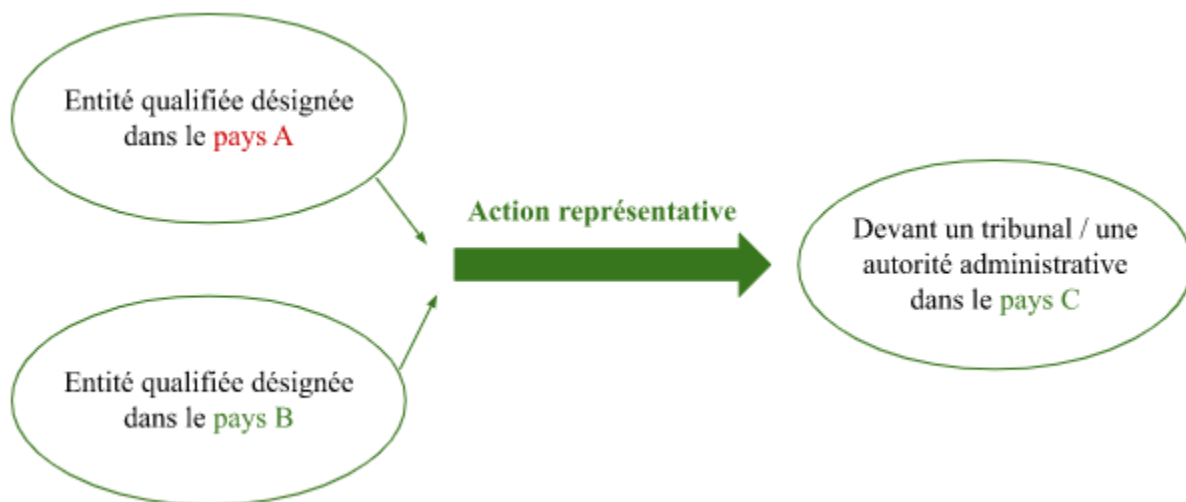 Entité qualifiée désignée
dans le pays A
Action représentative
Devant un tribunal / une
autorité administrative
dans le pays C
Entité qualifiée désignée
dans le pays B